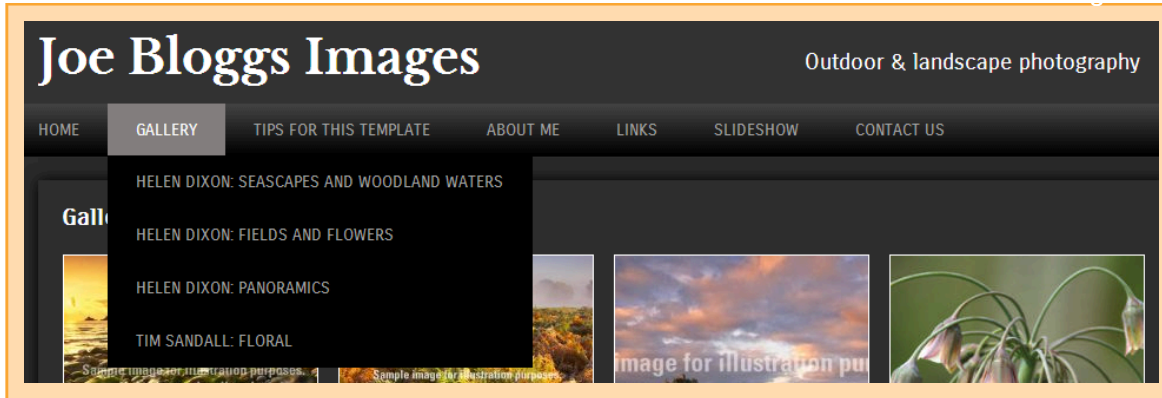 Joe Bloggs Images
Outdoor & landscape photography
HOME GALLERY TIPS FOR THIS TEMPLATE ABOUT ME LINKS SLIDESHOW CONTACT US
HELEN DIXON: SEASCAPES AND WOODLAND WATERS
HELEN DIXON: FIELDS AND FLOWERS
HELEN DIXON: PANORAMICS
TIM SANDALL: FLORAL
Galle
Sample image for illustration purposes.
Sample image for illustration purposes.
image for illustration pur